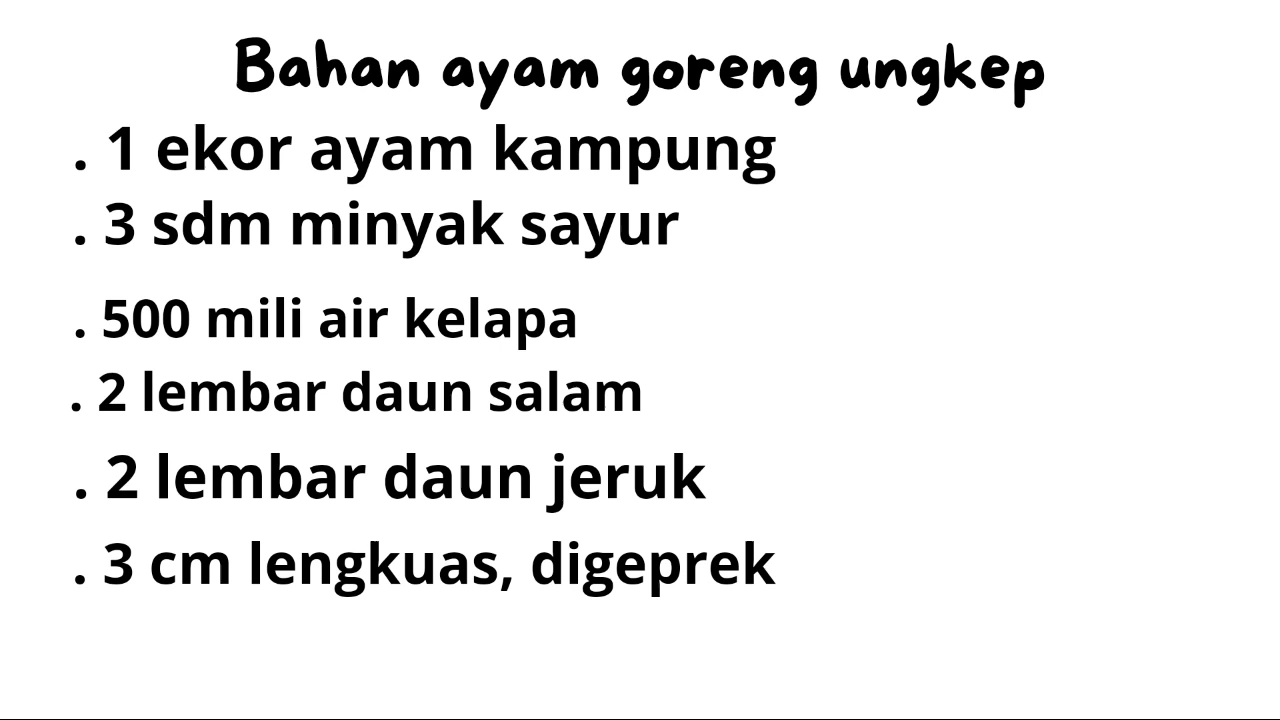 Bahan ayam goreng ungkep
. 1 ekor ayam kampung
. 3 sdm minyak sayur
. 500 mili air kelapa
. 2 lembar daun salam
. 2 lembar daun jeruk
. 3 cm lengkuas, digeprek